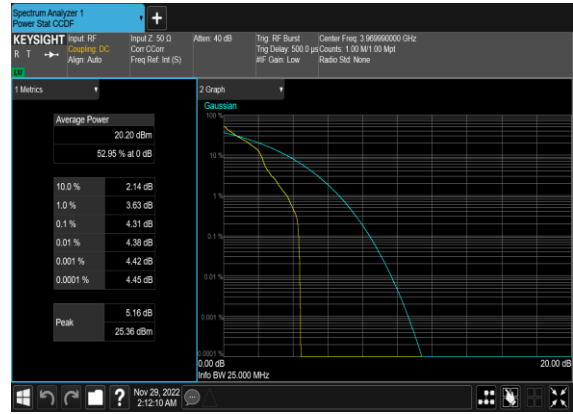 Spectrum Analyzer 1
Power Stat CCDF
KEYSIGHT
R T
LW
Input: RF
Coupling: DC
Align: Auto
Input Z: 50 Ω
Corr CCorr
Freq Ref: Int (S)
Atten: 40 dB
Trig: RF Burst
Trig Delay: 500.0 µs
#IF Gain: Low
Center Freq: 3.969990000 GHz
Counts: 1.00 M/1.00 Mpt
Radio Std: None
1 Metrics
Average Power
20.20 dBm
52.95 % at 0 dB
10.0 % 2.14 dB
1.0 % 3.63 dB
0.1 % 4.31 dB
0.01 % 4.38 dB
0.001 % 4.42 dB
0.0001 % 4.45 dB
Peak
5.16 dB
25.36 dBm
2 Graph
Gaussian
100 %
10 %
1 %
0.1 %
0.01 %
0.001 %
0.0001 %
0.00 dB
20.00 dB
Info BW 25.000 MHz
?
Nov 29, 2022
2:12:10 AM